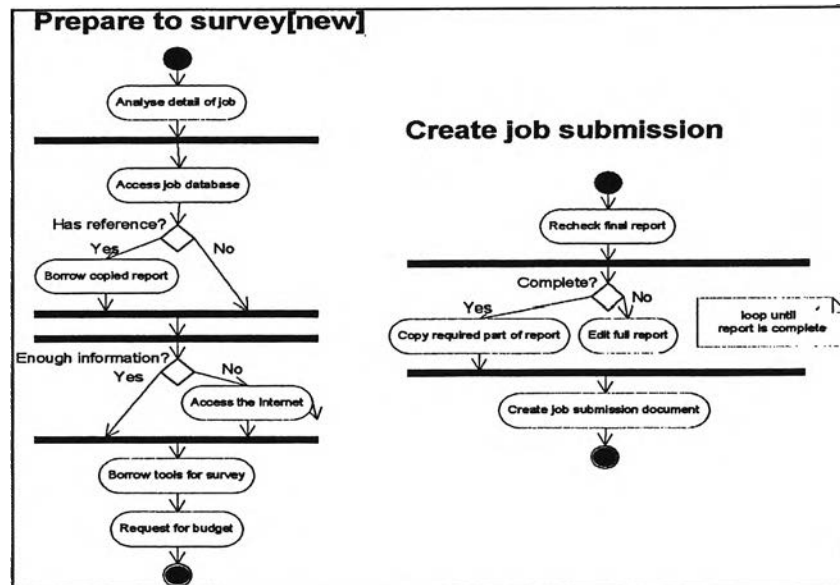 Prepare to survey[new]
Analyse detail of job
Access job database
Has reference?
Yes
No
Borrow copied report
Enough information?
Yes
No
Access the Internet
Borrow tools for survey
Request for budget
Create job submission
Recheck final report
Complete?
Yes
No
Copy required part of report
Edit full report
loop until
report is complete
Create job submission document